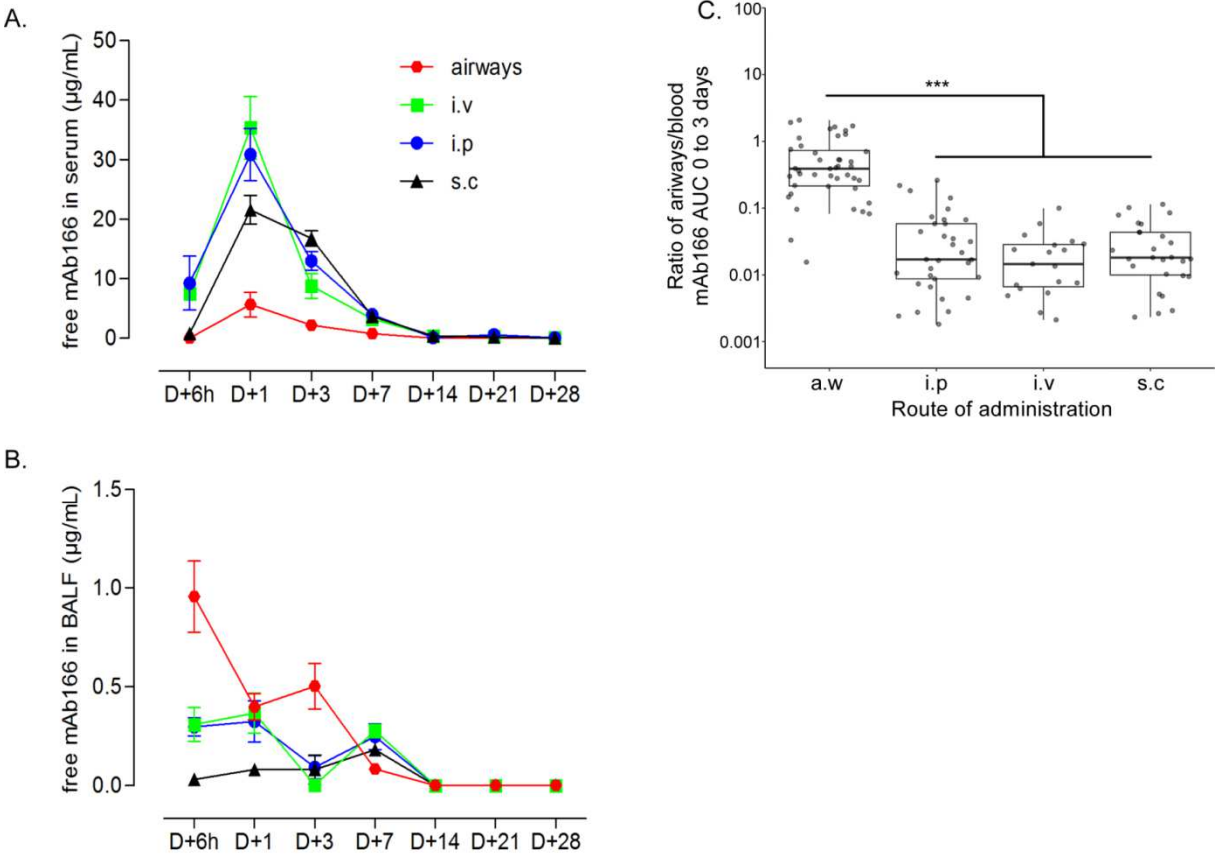 A.
free mAb166 in serum (µg/mL)
50
40
30
20
10
0
airways
i.v
i.p
s.c
D+6h D+1 D+3 D+7 D+14 D+21 D+28
B.
free mAb166 in BALF (µg/mL)
1.5
1.0
0.5
0.0
D+6h D+1 D+3 D+7 D+14 D+21 D+28
C.
Ratio of ariways/blood
mAb166 AUC 0 to 3 days
100
10
1
0.1
0.01
0.001
***
a.w i.p i.v s.c
Route of administration